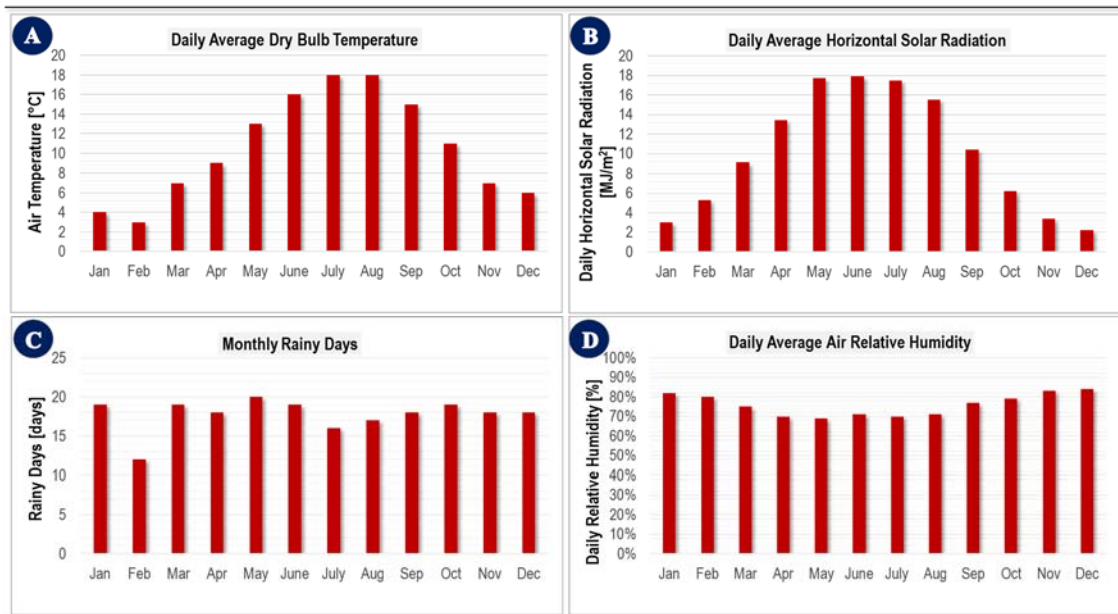 A
Daily Average Dry Bulb Temperature
Air Temperature [°C]
20
18
16
14
12
10
8
6
4
2
0
Jan Feb Mar Apr May June July Aug Sep Oct Nov Dec
B
Daily Average Horizontal Solar Radiation
Daily Horizontal Solar Radiation
[MJ/m²]
20
18
16
14
12
10
8
6
4
2
0
Jan Feb Mar Apr May June July Aug Sep Oct Nov Dec
C
Monthly Rainy Days
Rainy Days [days]
25
20
15
10
5
0
Jan Feb Mar Apr May June July Aug Sep Oct Nov Dec
D
Daily Average Air Relative Humidity
Daily Relative Humidity [%]
100%
90%
80%
70%
60%
50%
40%
30%
20%
10%
0%
Jan Feb Mar Apr May June July Aug Sep Oct Nov Dec